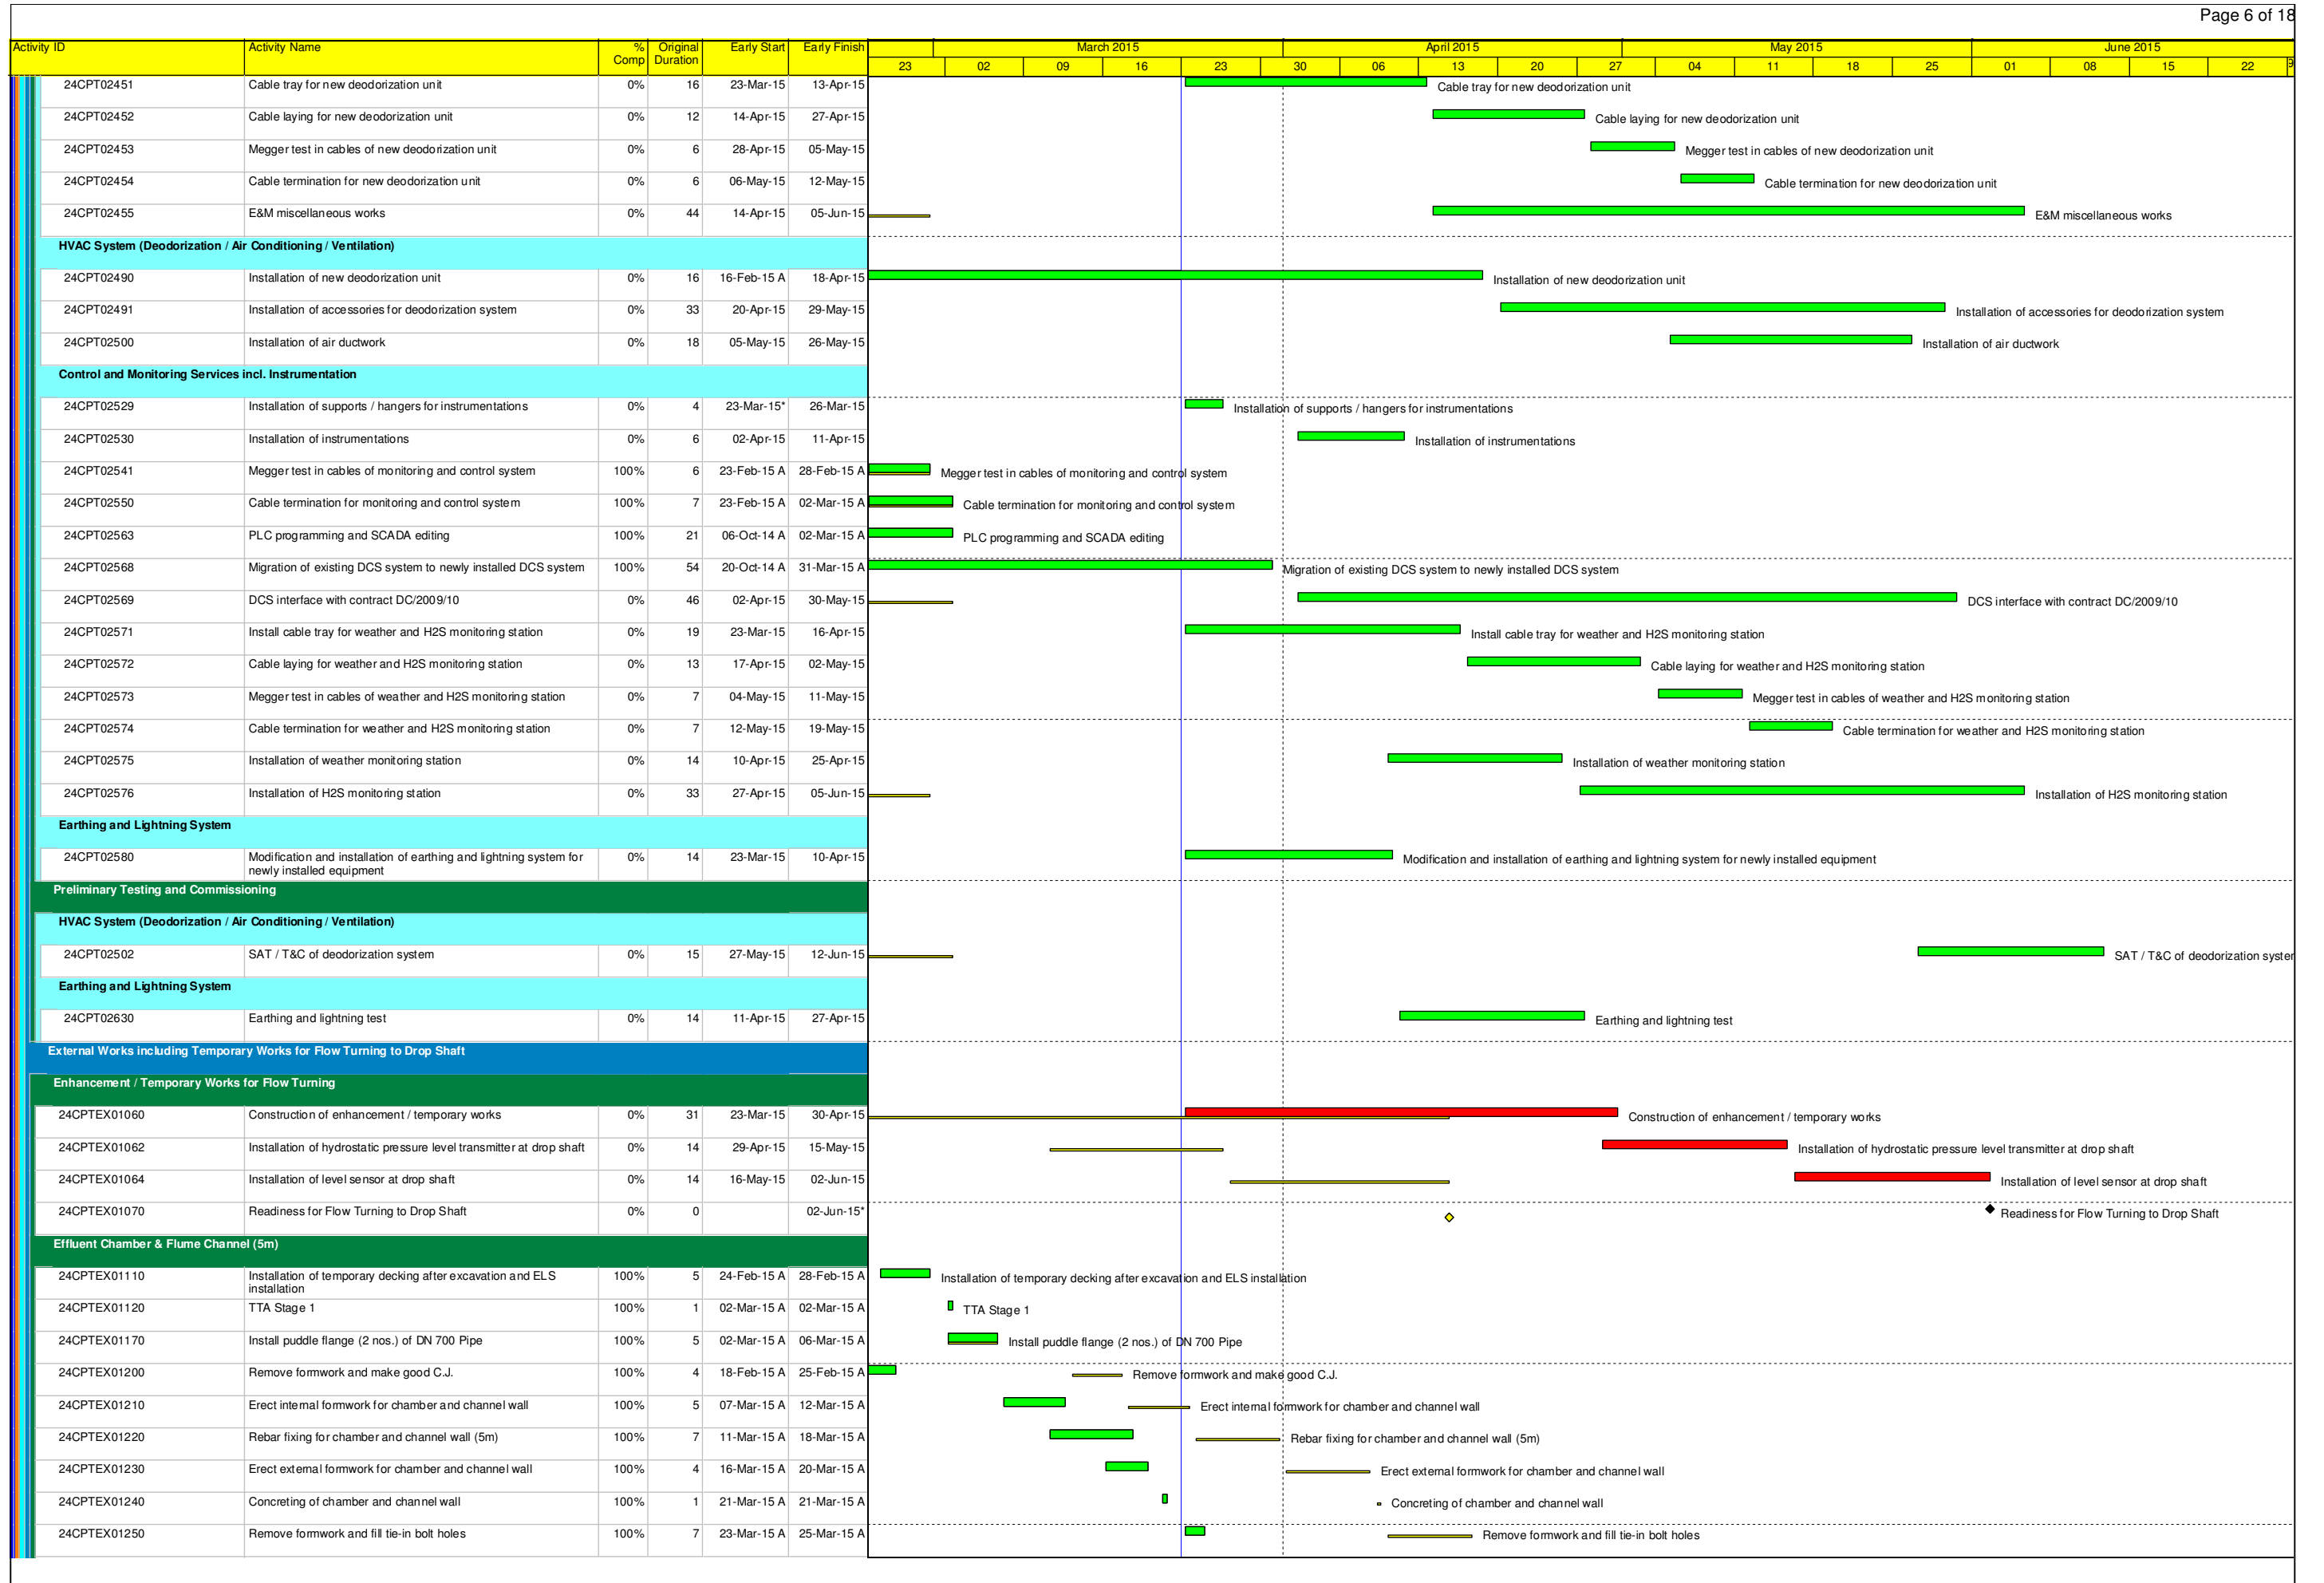 Page 6 of 18
Activity ID Activity Name % Comp Original Duration Early Start Early Finish March 2015 April 2015 May 2015 June 2015
23 02 09 16 23 30 06 13 20 27 04 11 18 25 01 08 15 22
24CPT02451 Cable tray for new deodorization unit 0% 16 23-Mar-15 13-Apr-15 Cable tray for new deodorization unit
24CPT02452 Cable laying for new deodorization unit 0% 12 14-Apr-15 27-Apr-15 Cable laying for new deodorization unit
24CPT02453 Megger test in cables of new deodorization unit 0% 6 28-Apr-15 05-May-15 Megger test in cables of new deodorization unit
24CPT02454 Cable termination for new deodorization unit 0% 6 06-May-15 12-May-15 Cable termination for new deodorization unit
24CPT02455 E&M miscellaneous works 0% 44 14-Apr-15 05-Jun-15 E&M miscellaneous works
HVAC System (Deodorization / Air Conditioning / Ventilation)
24CPT02490 Installation of new deodorization unit 0% 16 16-Feb-15 A 18-Apr-15 Installation of new deodorization unit
24CPT02491 Installation of accessories for deodorization system 0% 33 20-Apr-15 29-May-15 Installation of accessories for deodorization system
24CPT02500 Installation of air ductwork 0% 18 05-May-15 26-May-15 Installation of air ductwork
Control and Monitoring Services incl. Instrumentation
24CPT02529 Installation of supports / hangers for instrumentations 0% 4 23-Mar-15* 26-Mar-15 Installation of supports / hangers for instrumentations
24CPT02530 Installation of instrumentations 0% 6 02-Apr-15 11-Apr-15 Installation of instrumentations
24CPT02541 Megger test in cables of monitoring and control system 100% 6 23-Feb-15 A 28-Feb-15 A Megger test in cables of monitoring and control system
24CPT02550 Cable termination for monitoring and control system 100% 7 23-Feb-15 A 02-Mar-15 A Cable termination for monitoring and control system
24CPT02563 PLC programming and SCADA editing 100% 21 06-Oct-14 A 02-Mar-15 A PLC programming and SCADA editing
24CPT02568 Migration of existing DCS system to newly installed DCS system 100% 54 20-Oct-14 A 31-Mar-15 A Migration of existing DCS system to newly installed DCS system
24CPT02569 DCS interface with contract DC/2009/10 0% 46 02-Apr-15 30-May-15 DCS interface with contract DC/2009/10
24CPT02571 Install cable tray for weather and H2S monitoring station 0% 19 23-Mar-15 16-Apr-15 Install cable tray for weather and H2S monitoring station
24CPT02572 Cable laying for weather and H2S monitoring station 0% 13 17-Apr-15 02-May-15 Cable laying for weather and H2S monitoring station
24CPT02573 Megger test in cables of weather and H2S monitoring station 0% 7 04-May-15 11-May-15 Megger test in cables of weather and H2S monitoring station
24CPT02574 Cable termination for weather and H2S monitoring station 0% 7 12-May-15 19-May-15 Cable termination for weather and H2S monitoring station
24CPT02575 Installation of weather monitoring station 0% 14 10-Apr-15 25-Apr-15 Installation of weather monitoring station
24CPT02576 Installation of H2S monitoring station 0% 33 27-Apr-15 05-Jun-15 Installation of H2S monitoring station
Earthing and Lightning System
24CPT02580 Modification and installation of earthing and lightning system for 0% 14 23-Mar-15 10-Apr-15 Modification and installation of earthing and lightning system for newly installed equipment
newly installed equipment
Preliminary Testing and Commissioning
HVAC System (Deodorization / Air Conditioning / Ventilation)
24CPT02502 SAT / T&C of deodorization system 0% 15 27-May-15 12-Jun-15 SAT / T&C of deodorization system
Earthing and Lightning System
24CPT02630 Earthing and lightning test 0% 14 11-Apr-15 27-Apr-15 Earthing and lightning test
External Works including Temporary Works for Flow Turning to Drop Shaft
Enhancement / Temporary Works for Flow Turning
24CPTEX01060 Construction of enhancement / temporary works 0% 31 23-Mar-15 30-Apr-15 Construction of enhancement / temporary works
24CPTEX01062 Installation of hydrostatic pressure level transmitter at drop shaft 0% 14 29-Apr-15 15-May-15 Installation of hydrostatic pressure level transmitter at drop shaft
24CPTEX01064 Installation of level sensor at drop shaft 0% 14 16-May-15 02-Jun-15 Installation of level sensor at drop shaft
24CPTEX01070 Readiness for Flow Turning to Drop Shaft 0% 0 02-Jun-15* Readiness for Flow Turning to Drop Shaft
Effluent Chamber & Flume Channel (5m)
24CPTEX01110 Installation of temporary decking after excavation and ELS 100% 5 24-Feb-15 A 28-Feb-15 A Installation of temporary decking after excavation and ELS installation
installation
24CPTEX01120 TTA Stage 1 100% 1 02-Mar-15 A 02-Mar-15 A TTA Stage 1
24CPTEX01170 Install puddle flange (2 nos.) of DN 700 Pipe 100% 5 02-Mar-15 A 06-Mar-15 A Install puddle flange (2 nos.) of DN 700 Pipe
24CPTEX01200 Remove formwork and make good C.J. 100% 4 18-Feb-15 A 25-Feb-15 A Remove formwork and make good C.J.
24CPTEX01210 Erect internal formwork for chamber and channel wall 100% 5 07-Mar-15 A 12-Mar-15 A Erect internal formwork for chamber and channel wall
24CPTEX01220 Rebar fixing for chamber and channel wall (5m) 100% 7 11-Mar-15 A 18-Mar-15 A Rebar fixing for chamber and channel wall (5m)
24CPTEX01230 Erect external formwork for chamber and channel wall 100% 4 16-Mar-15 A 20-Mar-15 A Erect external formwork for chamber and channel wall
24CPTEX01240 Concreting of chamber and channel wall 100% 1 21-Mar-15 A 21-Mar-15 A Concreting of chamber and channel wall
24CPTEX01250 Remove formwork and fill tie-in bolt holes 100% 7 23-Mar-15 A 25-Mar-15 A Remove formwork and fill tie-in bolt holes